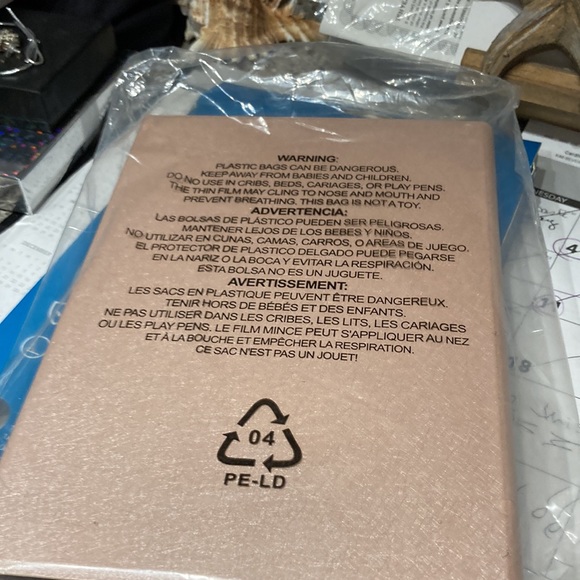 WARNING:
PLASTIC BAGS CAN BE DANGEROUS.
KEEP AWAY FROM BABIES AND CHILDREN.
DO NO USE IN CRIBS, BEDS, CARIAGES, OR PLAY PENS.
THE THIN FILM MAY CLING TO NOSE AND MOUTH AND
PREVENT BREATHING. THIS BAG IS NOT A TOY.
ADVERTENCIA:
LAS BOLSAS DE PLÁSTICO PUEDEN SER PELIGROSAS.
MANTENER LEJOS DE LOS BEBES Y NIÑOS.
NO UTILIZAR EN CUNAS, CAMAS, CARROS, O AREAS DE JUEGO.
EL PROTECTOR DE PLASTICO DELGADO PUEDE PEGARSE
EN LA NARIZ O LA BOCA Y EVITAR LA RESPIRACIÓN.
ESTA BOLSA NO ES UN JUGUETE.
AVERTISSEMENT:
LES SACS EN PLASTIQUE PEUVENT ÊTRE DANGEREUX.
TENIR HORS DE BÉBÉS ET DES ENFANTS.
NE PAS UTILISER DANS LES CRIBES, LES LITS, LES CARIAGES
OU LES PLAY PENS. LE FILM MINCE PEUT S'APPLIQUER AU NEZ
ET À LA BOUCHE ET EMPÊCHER LA RESPIRATION.
CE SAC N'EST PAS UN JOUET!
04
PE-LD